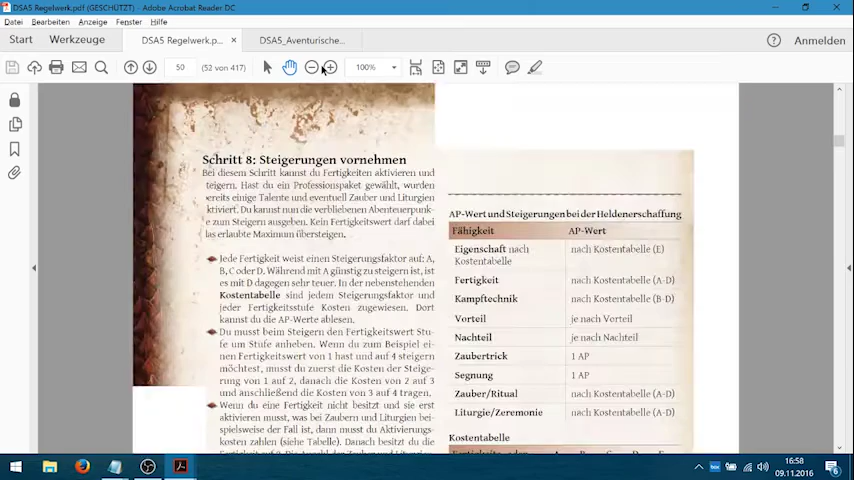 DSA5 Regelwerk.pdf (GESCHÜTZT) - Adobe Acrobat Reader DC
Datei Bearbeiten Anzeige Fenster Hilfe
Start Werkzeuge DSA5 Regelwerk.p... × DSA5_Aventurische... ? Anmelden
50 (52 von 417) 100%
Schritt 8: Steigerungen vornehmen
Bei diesem Schritt kannst du Fertigkeiten aktivieren und
teigern. Hast du ein Professionspaket gewählt, wurden
bereits einige Talente und eventuell Zauber und Liturgien
ktiviert. Du kannst nun die verbliebenen Abenteuerpunk-
e zum Steigern ausgeben. Kein Fertigkeitswert darf dabei
las erlaubte Maximum übersteigen.
Jede Fertigkeit weist einen Steigerungsfaktor auf: A,
B, C oder D. Während mit A günstig zu steigern ist, ist
es mit D dagegen sehr teuer. In der nebenstehenden
Kostentabelle sind jedem Steigerungsfaktor und
jeder Fertigkeitsstufe Kosten zugewiesen. Dort
kannst du die AP-Werte ablesen.
Du musst beim Steigern den Fertigkeitswert Stu-
fe um Stufe anheben. Wenn du zum Beispiel ei-
nen Fertigkeitswert von 1 hast und auf 4 steigern
möchtest, musst du zuerst die Kosten der Steige-
rung von 1 auf 2, danach die Kosten von 2 auf 3
und anschließend die Kosten von 3 auf 4 tragen.
Wenn du eine Fertigkeit nicht besitzt und sie erst
aktivieren musst, was bei Zaubern und Liturgien bei-
spielsweise der Fall ist, dann musst du Aktivierungs-
kosten zahlen (siehe Tabelle). Danach besitzt du die
AP-Wert und Steigerungen bei der Heldenerschaffung
Fähigkeit AP-Wert
Eigenschaft nach Kostentabelle nach Kostentabelle (E)
Fertigkeit nach Kostentabelle (A-D)
Kampftechnik nach Kostentabelle (B-D)
Vorteil je nach Vorteil
Nachteil je nach Nachteil
Zaubertrick 1 AP
Segnung 1 AP
Zauber/Ritual nach Kostentabelle (A-D)
Liturgie/Zeremonie nach Kostentabelle (A-D)
Kostentabelle
16:58
09.11.2016